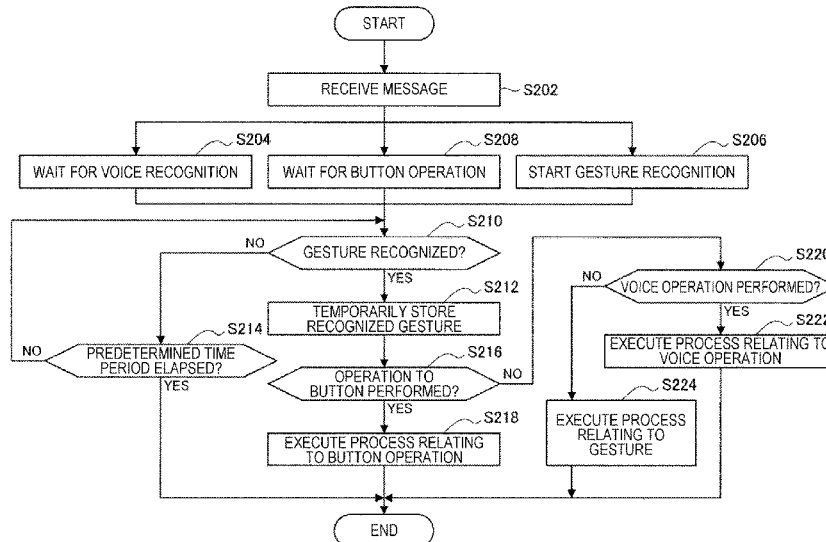 START
RECEIVE MESSAGE
S202
S204
S208
S206
WAIT FOR VOICE RECOGNITION
WAIT FOR BUTTON OPERATION
START GESTURE RECOGNITION
S210
NO
GESTURE RECOGNIZED?
YES
S220
NO
VOICE OPERATION PERFORMED?
YES
S212
TEMPORARILY STORE
RECOGNIZED GESTURE
S222
EXECUTE PROCESS RELATING TO
VOICE OPERATION
S214
NO
PREDETERMINED TIME
PERIOD ELAPSED?
YES
S216
OPERATION TO
BUTTON PERFORMED?
NO
YES
S224
EXECUTE PROCESS
RELATING TO
GESTURE
S218
EXECUTE PROCESS RELATING
TO BUTTON OPERATION
END